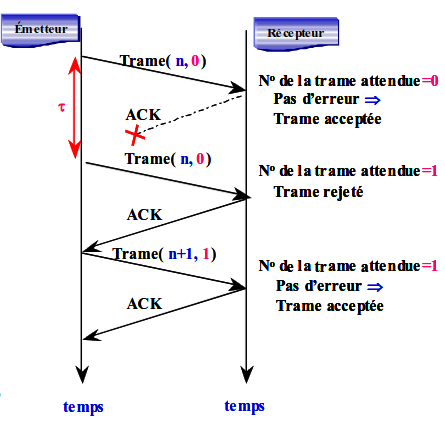 Émetteur
Récepteur
Trame( n, 0)
N° de la trame attendue=0
Pas d'erreur ⇒
Trame acceptée
τ
ACK
Trame( n, 0)
N° de la trame attendue=1
Trame rejeté
ACK
Trame( n+1, 1)
N° de la trame attendue=1
Pas d'erreur ⇒
Trame acceptée
ACK
temps
temps